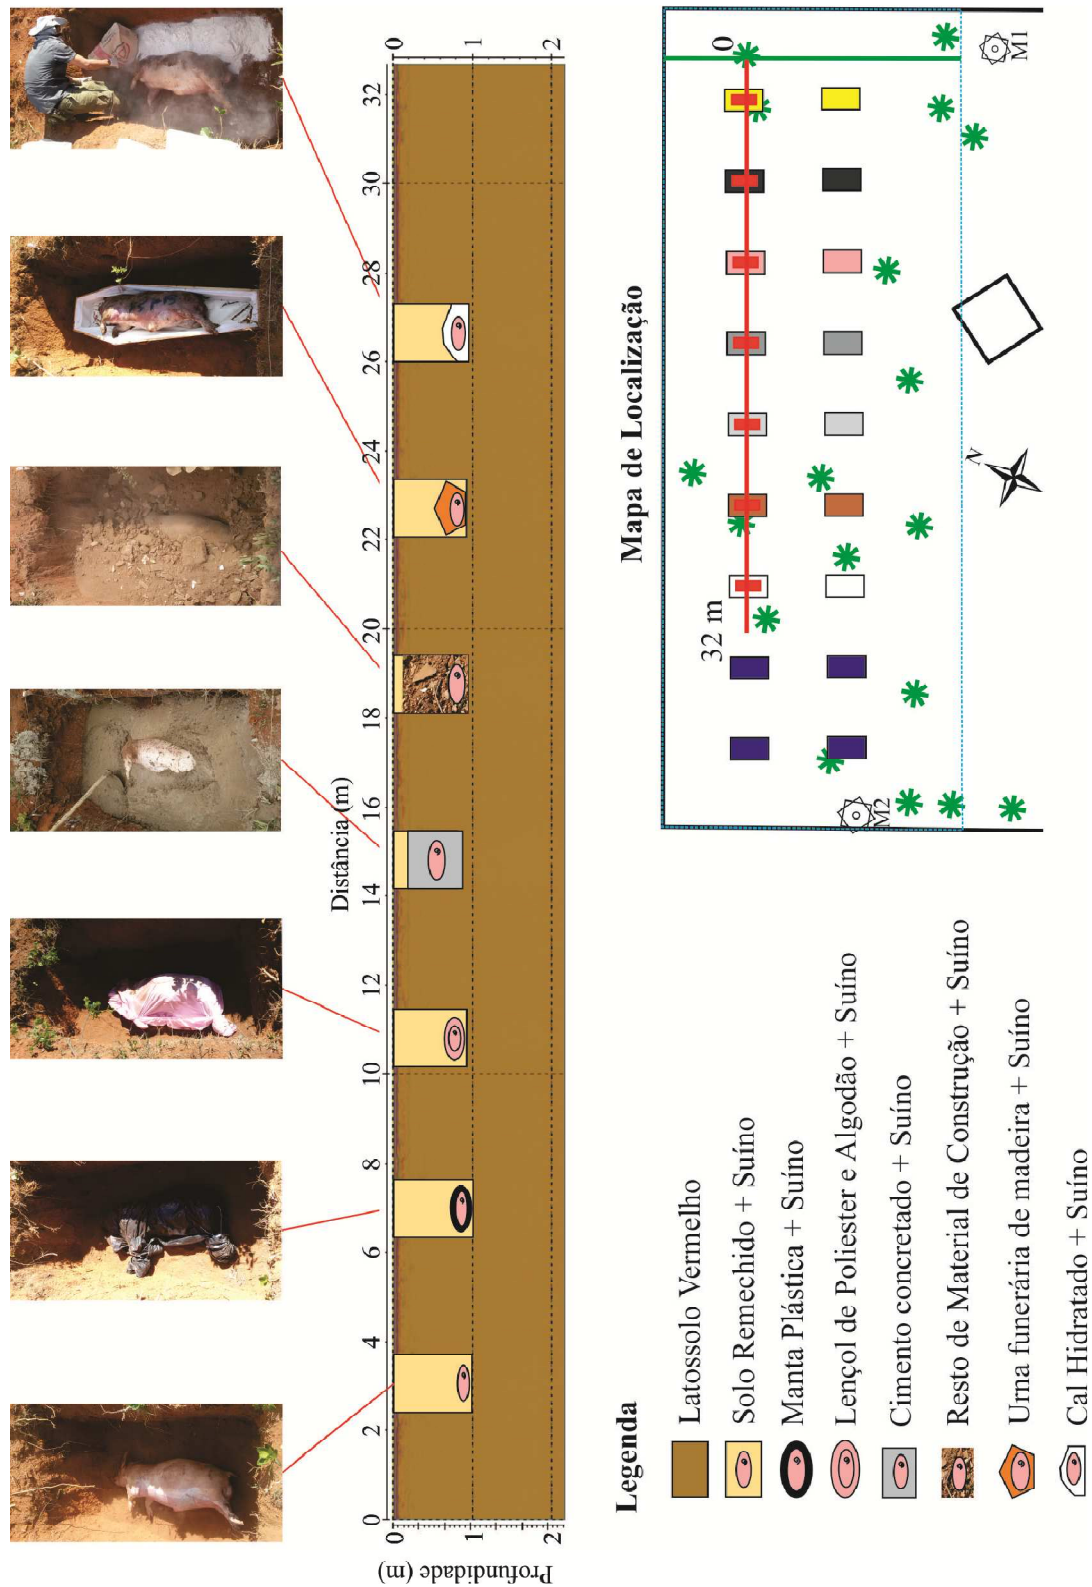 0
2
4
6
8
10
12
14
16
18
20
22
24
26
28
30
32
Distância (m)
Profundidade (m)
0
1
2
0
1
2
Legenda
Latossolo Vermelho
Solo Remechido + Suíno
Manta Plástica + Suíno
Lençol de Poliester e Algodão + Suíno
Cimento concretado + Suíno
Resto de Material de Construção + Suíno
Urna funerária de madeira + Suíno
Cal Hidratado + Suíno
Mapa de Localização
32 m
0
M2
N
M1